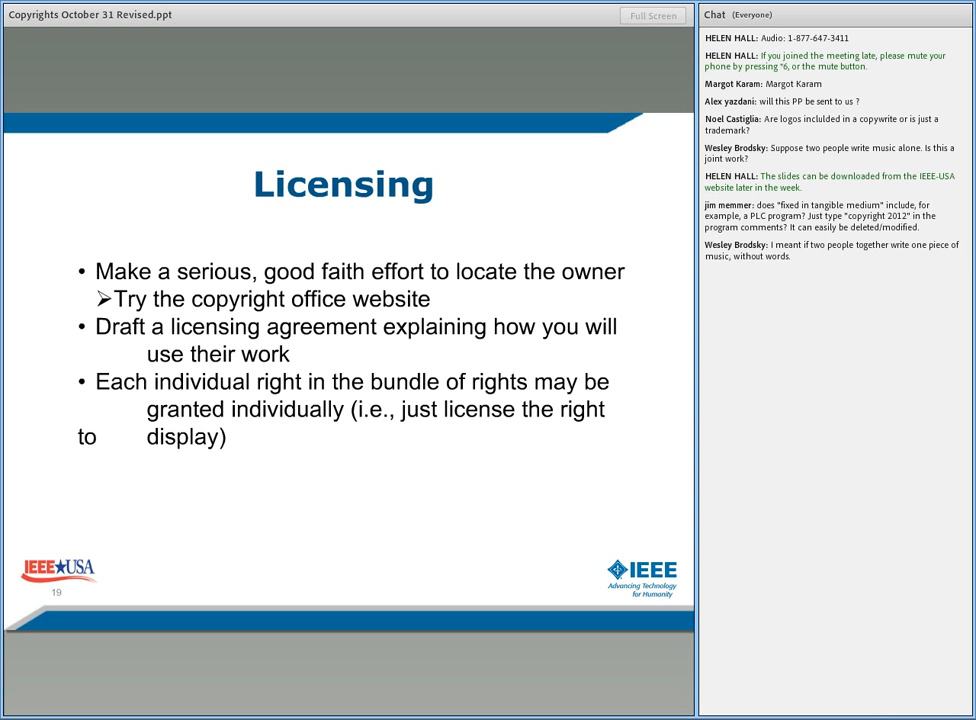 Copyrights October 31 Revised.ppt
Full Screen
Licensing
• Make a serious, good faith effort to locate the owner
➢Try the copyright office website
• Draft a licensing agreement explaining how you will
use their work
• Each individual right in the bundle of rights may be
granted individually (i.e., just license the right
to display)
IEEE★USA
19
IEEE
Advancing Technology
for Humanity
Chat (Everyone)
HELEN HALL: Audio: 1-877-647-3411
HELEN HALL: If you joined the meeting late, please mute your
phone by pressing *6, or the mute button.
Margot Karam: Margot Karam
Alex yazdani: will this PP be sent to us ?
Noel Castiglia: Are logos inclulded in a copywrite or is just a
trademark?
Wesley Brodsky: Suppose two people write music alone. Is this a
joint work?
HELEN HALL: The slides can be downloaded from the IEEE-USA
website later in the week.
jim memmer: does "fixed in tangible medium" include, for
example, a PLC program? Just type "copyright 2012" in the
program comments? It can easily be deleted/modified.
Wesley Brodsky: I meant if two people together write one piece of
music, without words.